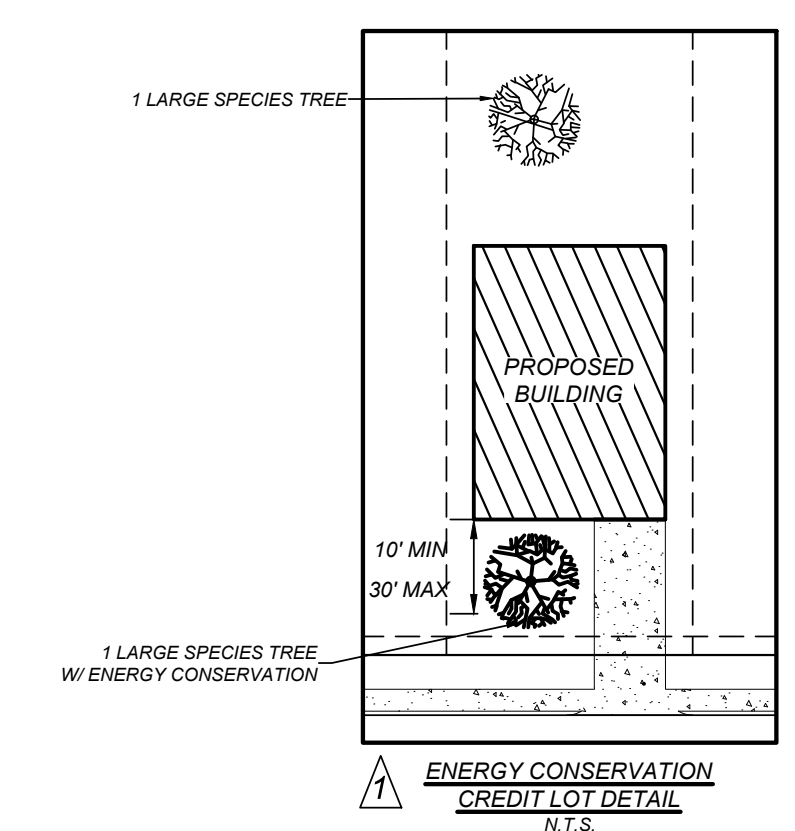 1 LARGE SPECIES TREE
PROPOSED
BUILDING
10' MIN
30' MAX
1 LARGE SPECIES TREE
W/ ENERGY CONSERVATION
1
ENERGY CONSERVATION
CREDIT LOT DETAIL
N.T.S.